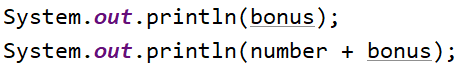 System.out.println(bonus);
System.out.println(number + bonus);